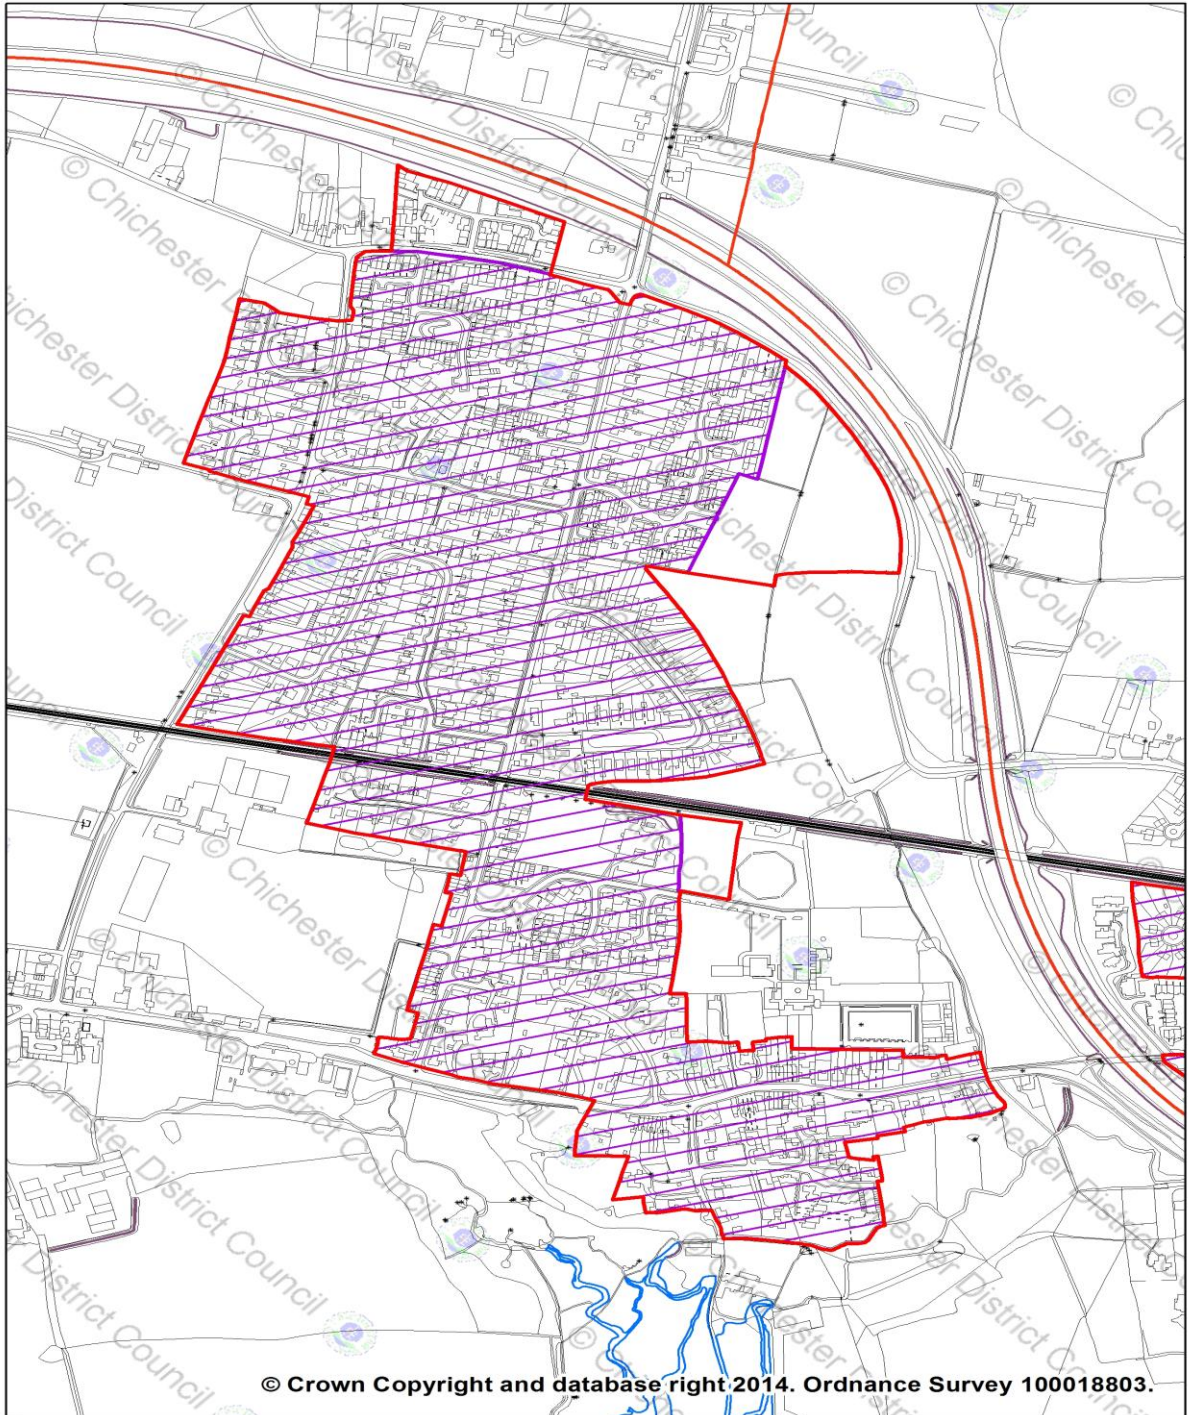 © Chichester District Council
© Crown Copyright and database right 2014. Ordnance Survey 100018803.